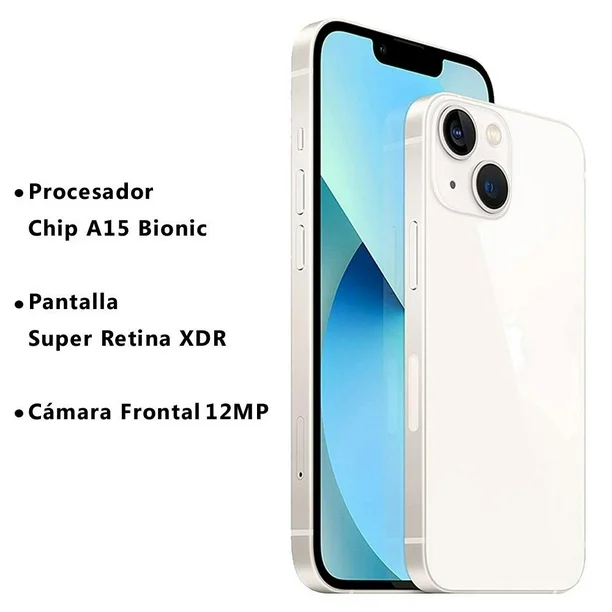 • Procesador
Chip A15 Bionic
• Pantalla
Super Retina XDR
• Cámara Frontal 12MP